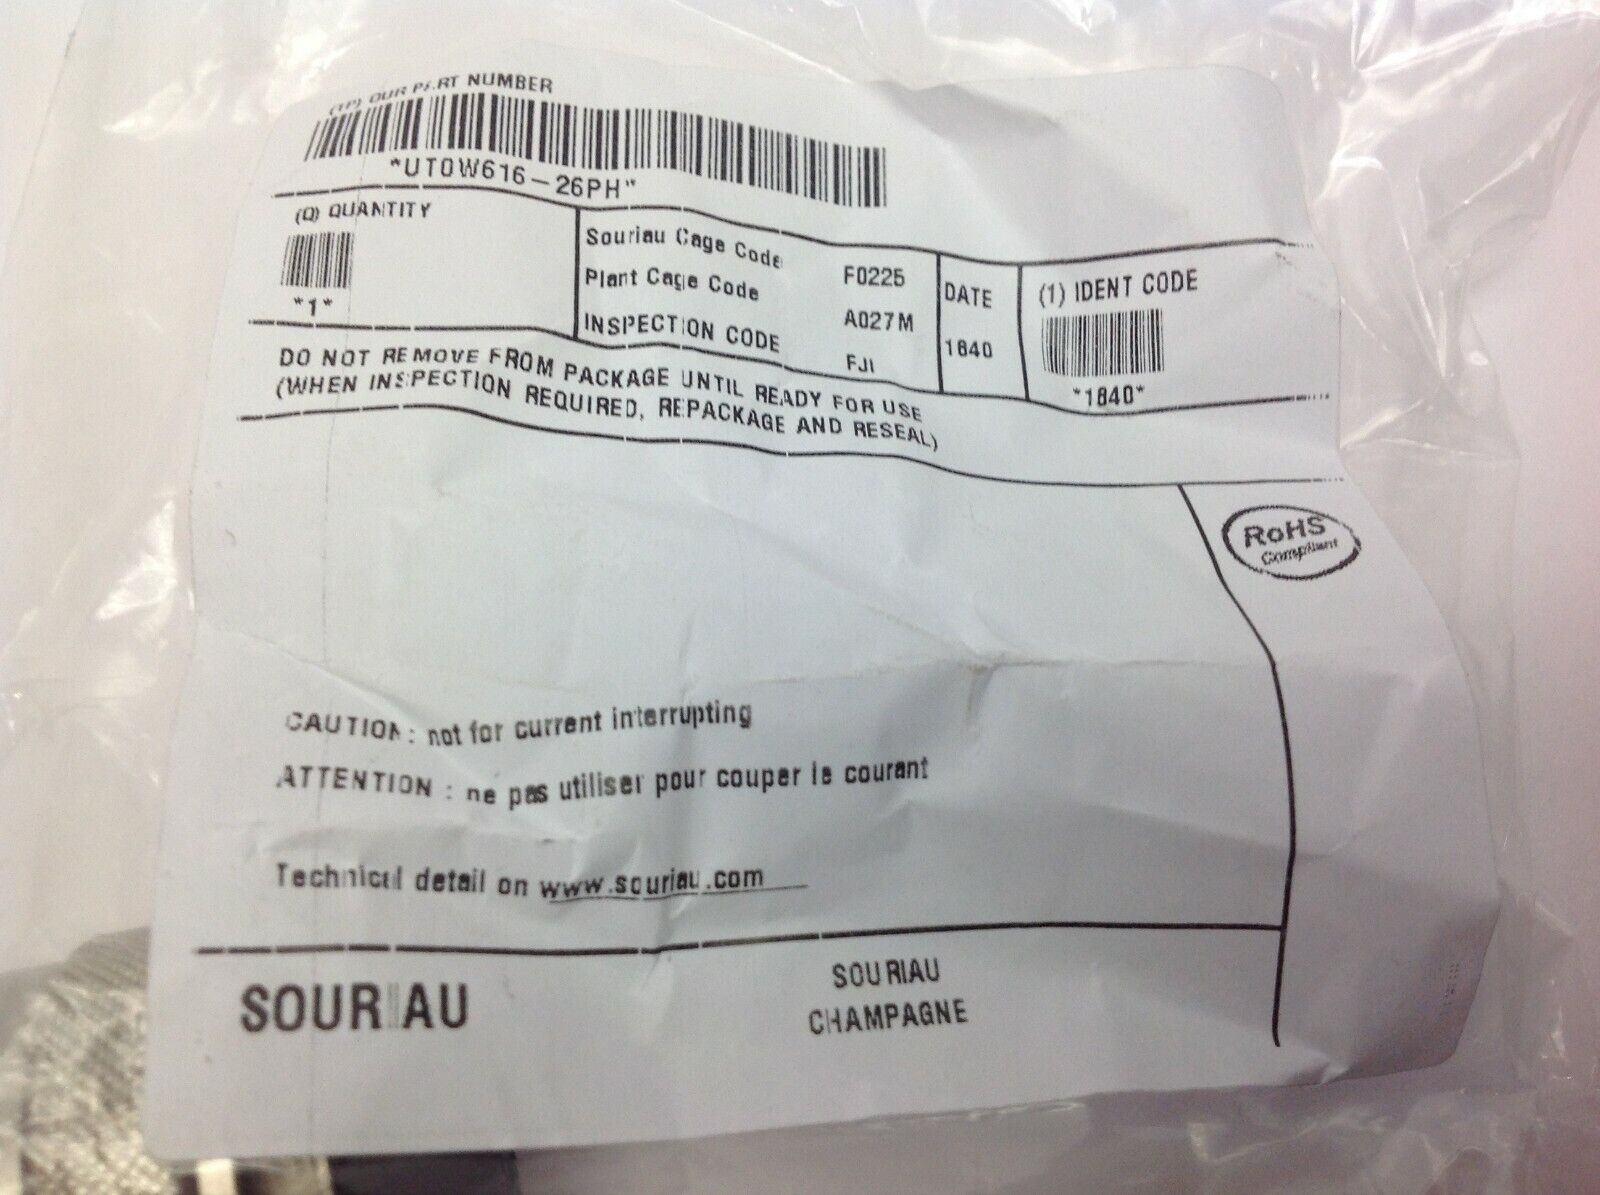 (1P) OUR PART NUMBER
*UT0W616-26PH*
(Q) QUANTITY
*1*
Souriau Cage Code F0225
Plant Cage Code A027M
INSPECTION CODE FJI
DATE
1840
(1) IDENT CODE
*1840*
DO NOT REMOVE FROM PACKAGE UNTIL READY FOR USE
(WHEN INSPECTION REQUIRED, REPACKAGE AND RESEAL)
RoHS
Compliant
CAUTION : not for current interrupting
ATTENTION : ne pas utiliser pour couper le courant
Technical detail on www.souriau.com
SOURIAU
SOURIAU
CHAMPAGNE